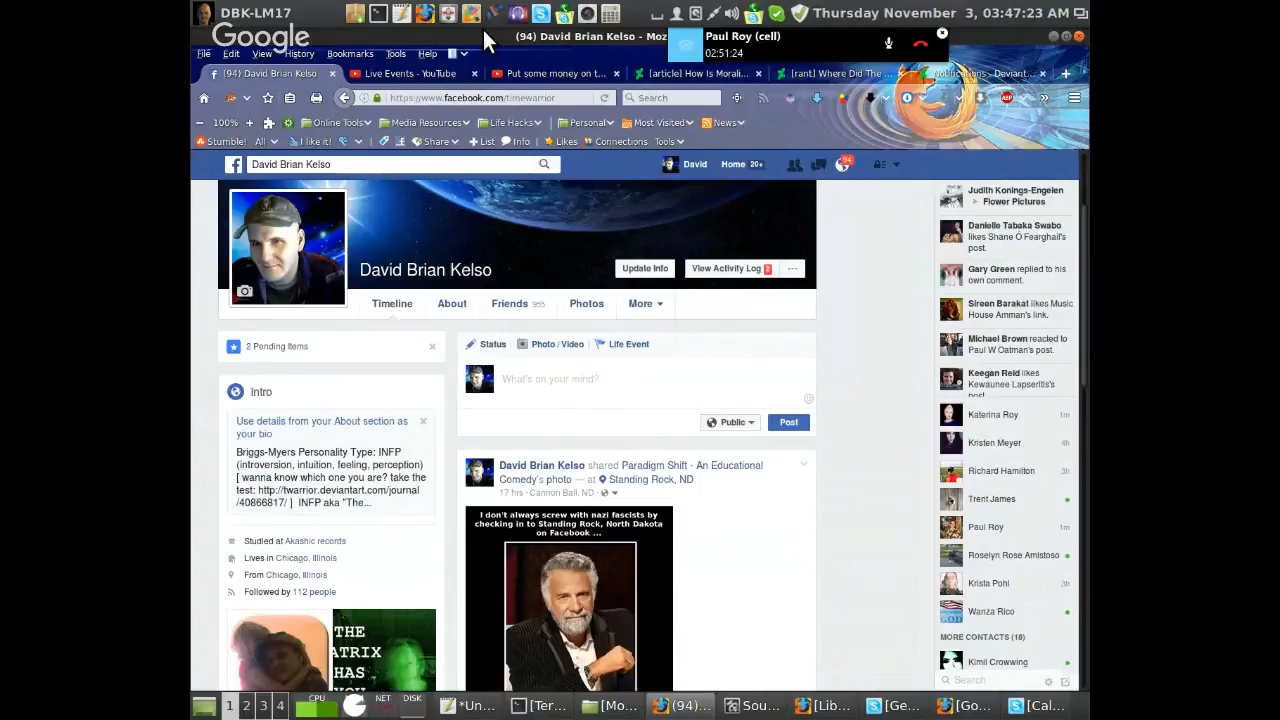 DBK-LM17
Thursday November 3, 03:47:23 AM
Google
(94) David Brian Kelso - Moz
Paul Roy (cell)
02:51:24
File Edit View History Bookmarks Tools Help
(94) David Brian Kelso
Live Events - YouTube
Put some money on t...
[article] How Is Morali...
[rant] Where Did The ...
Notifications - Deviant...
https://www.facebook.com/timewarrior
Search
100%
Online Tools
Media Resources
Life Hacks
Personal
Most Visited
News
Stumble! All I like it! Share List Info Likes Connections Tools
David Brian Kelso
David Home 20+
94
David Brian Kelso
Update Info
View Activity Log 2
...
Timeline About Friends 955 Photos More
2 Pending Items
Status Photo / Video Life Event
What's on your mind?
Public Post
Intro
Use details from your About section as
your bio
Briggs-Myers Personality Type: INFP
(introversion, intuition, feeling, perception)
[ wanna know which one you are? take the
test: http://twarrior.deviantart.com/journal
/40866817/ ] INFP aka "The...
Studied at Akashic records
Lives in Chicago, Illinois
From Chicago, Illinois
Followed by 112 people
THE
MATRIX
HAS
YOU
David Brian Kelso shared Paradigm Shift - An Educational
Comedy's photo — at Standing Rock, ND.
17 hrs · Cannon Ball, ND ·
I don't always screw with nazi fascists by
checking in to Standing Rock, North Dakota
on Facebook ...
Judith Konings-Engelen
Flower Pictures
Danielle Tabaka Swabo
likes Shane Ó Fearghail's
post.
Gary Green replied to his
own comment.
Sireen Barakat likes Music
House Amman's link.
Michael Brown reacted to
Paul W Oatman's post.
Keegan Reid likes
Kewaunee Lapseritis's
post.
Katerina Roy 1m
Kristen Meyer 4h
Richard Hamilton 3h
Trent James
Paul Roy 1m
Roselyn Rose Amistoso
Krista Pohl 3h
Wanza Rico
MORE CONTACTS (18)
Kimil Crowwing
Search
1 2 3 4
CPU
NET
DISK
*Un...
[Ter...
[Mo...
(94)...
Sou...
[Lib...
[Ge...
[Go...
[Cal...